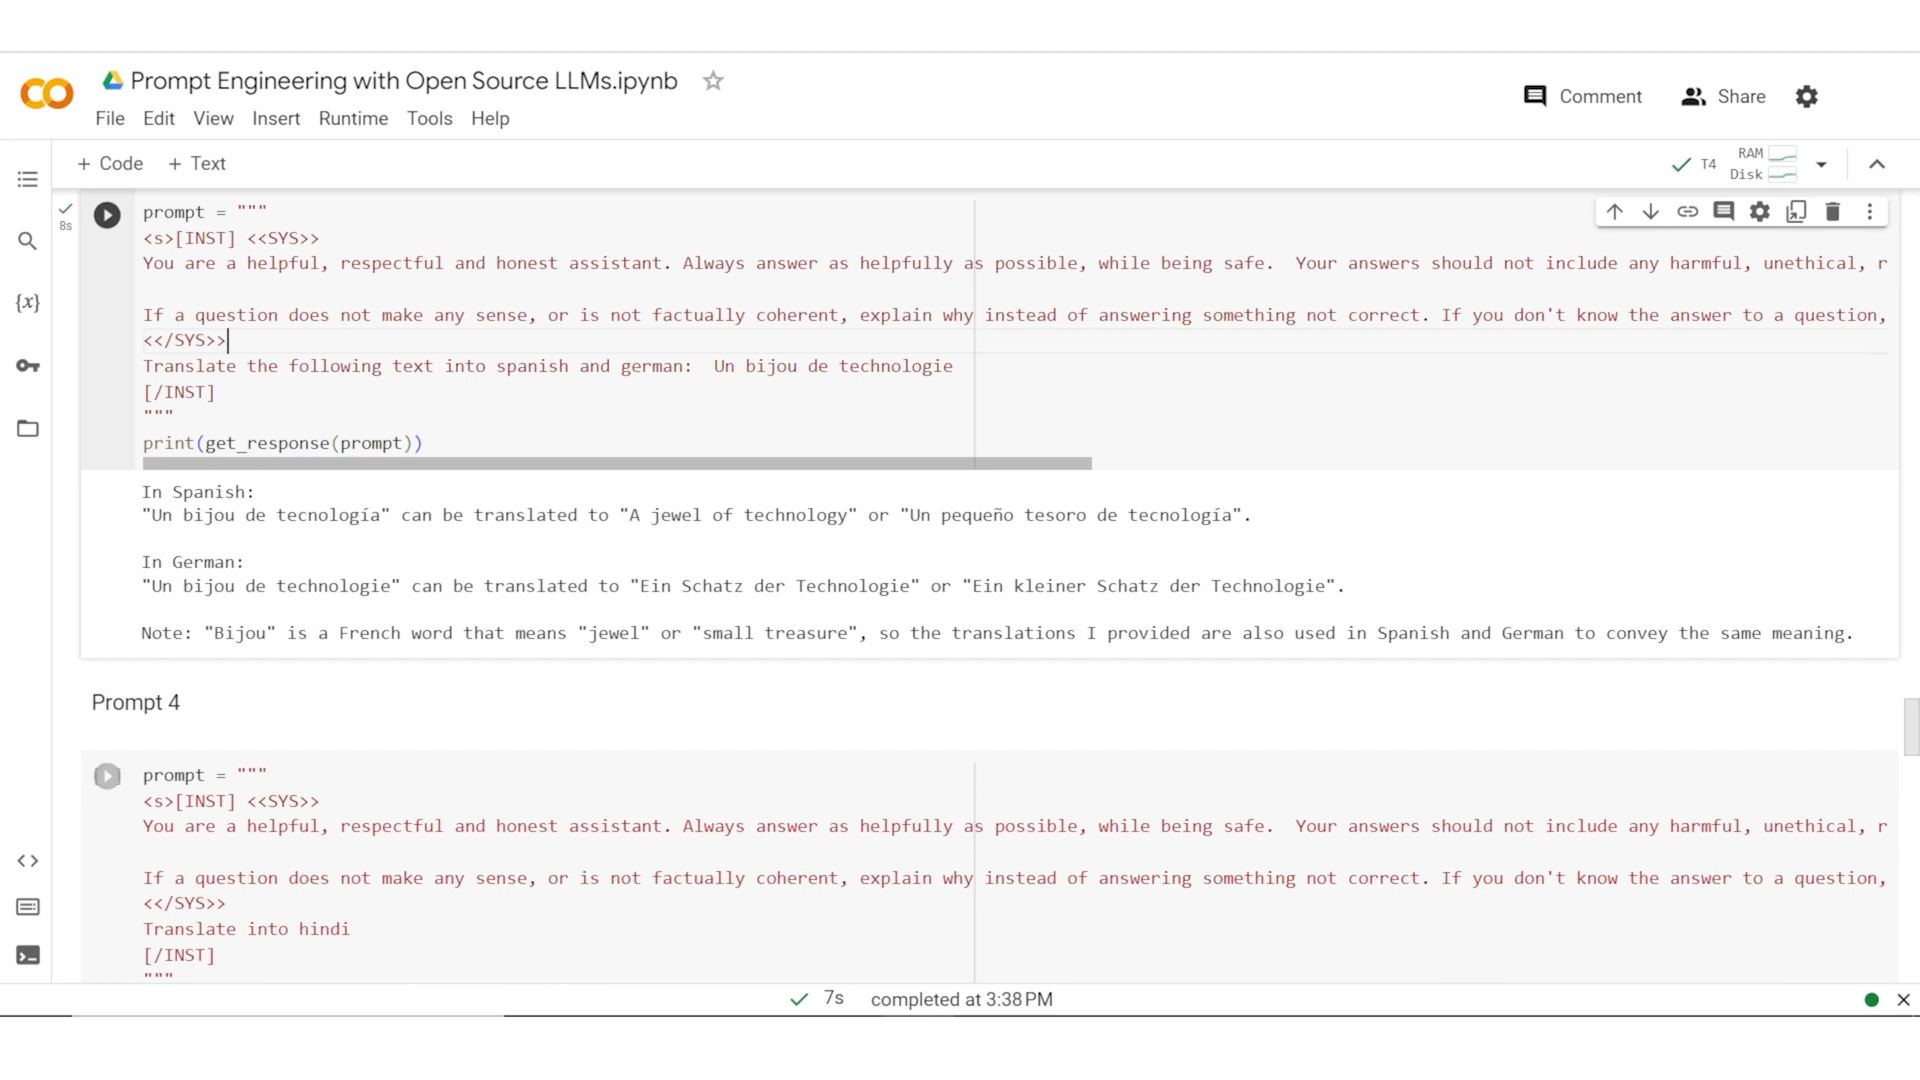 Prompt Engineering with Open Source LLMs.ipynb
Comment
Share
File Edit View Insert Runtime Tools Help
+ Code + Text
T4
RAM
Disk
8s
prompt = """
<s>[INST] <<SYS>>
You are a helpful, respectful and honest assistant. Always answer as helpfully as possible, while being safe.  Your answers should not include any harmful, unethical, r
If a question does not make any sense, or is not factually coherent, explain why instead of answering something not correct. If you don't know the answer to a question,
<</SYS>>
Translate the following text into spanish and german:  Un bijou de technologie
[/INST]
"""
print(get_response(prompt))
In Spanish:
"Un bijou de tecnología" can be translated to "A jewel of technology" or "Un pequeño tesoro de tecnología".
In German:
"Un bijou de technologie" can be translated to "Ein Schatz der Technologie" or "Ein kleiner Schatz der Technologie".
Note: "Bijou" is a French word that means "jewel" or "small treasure", so the translations I provided are also used in Spanish and German to convey the same meaning.
Prompt 4
prompt = """
<s>[INST] <<SYS>>
You are a helpful, respectful and honest assistant. Always answer as helpfully as possible, while being safe.  Your answers should not include any harmful, unethical, r
If a question does not make any sense, or is not factually coherent, explain why instead of answering something not correct. If you don't know the answer to a question,
<</SYS>>
Translate into hindi
[/INST]
"""
7s completed at 3:38 PM